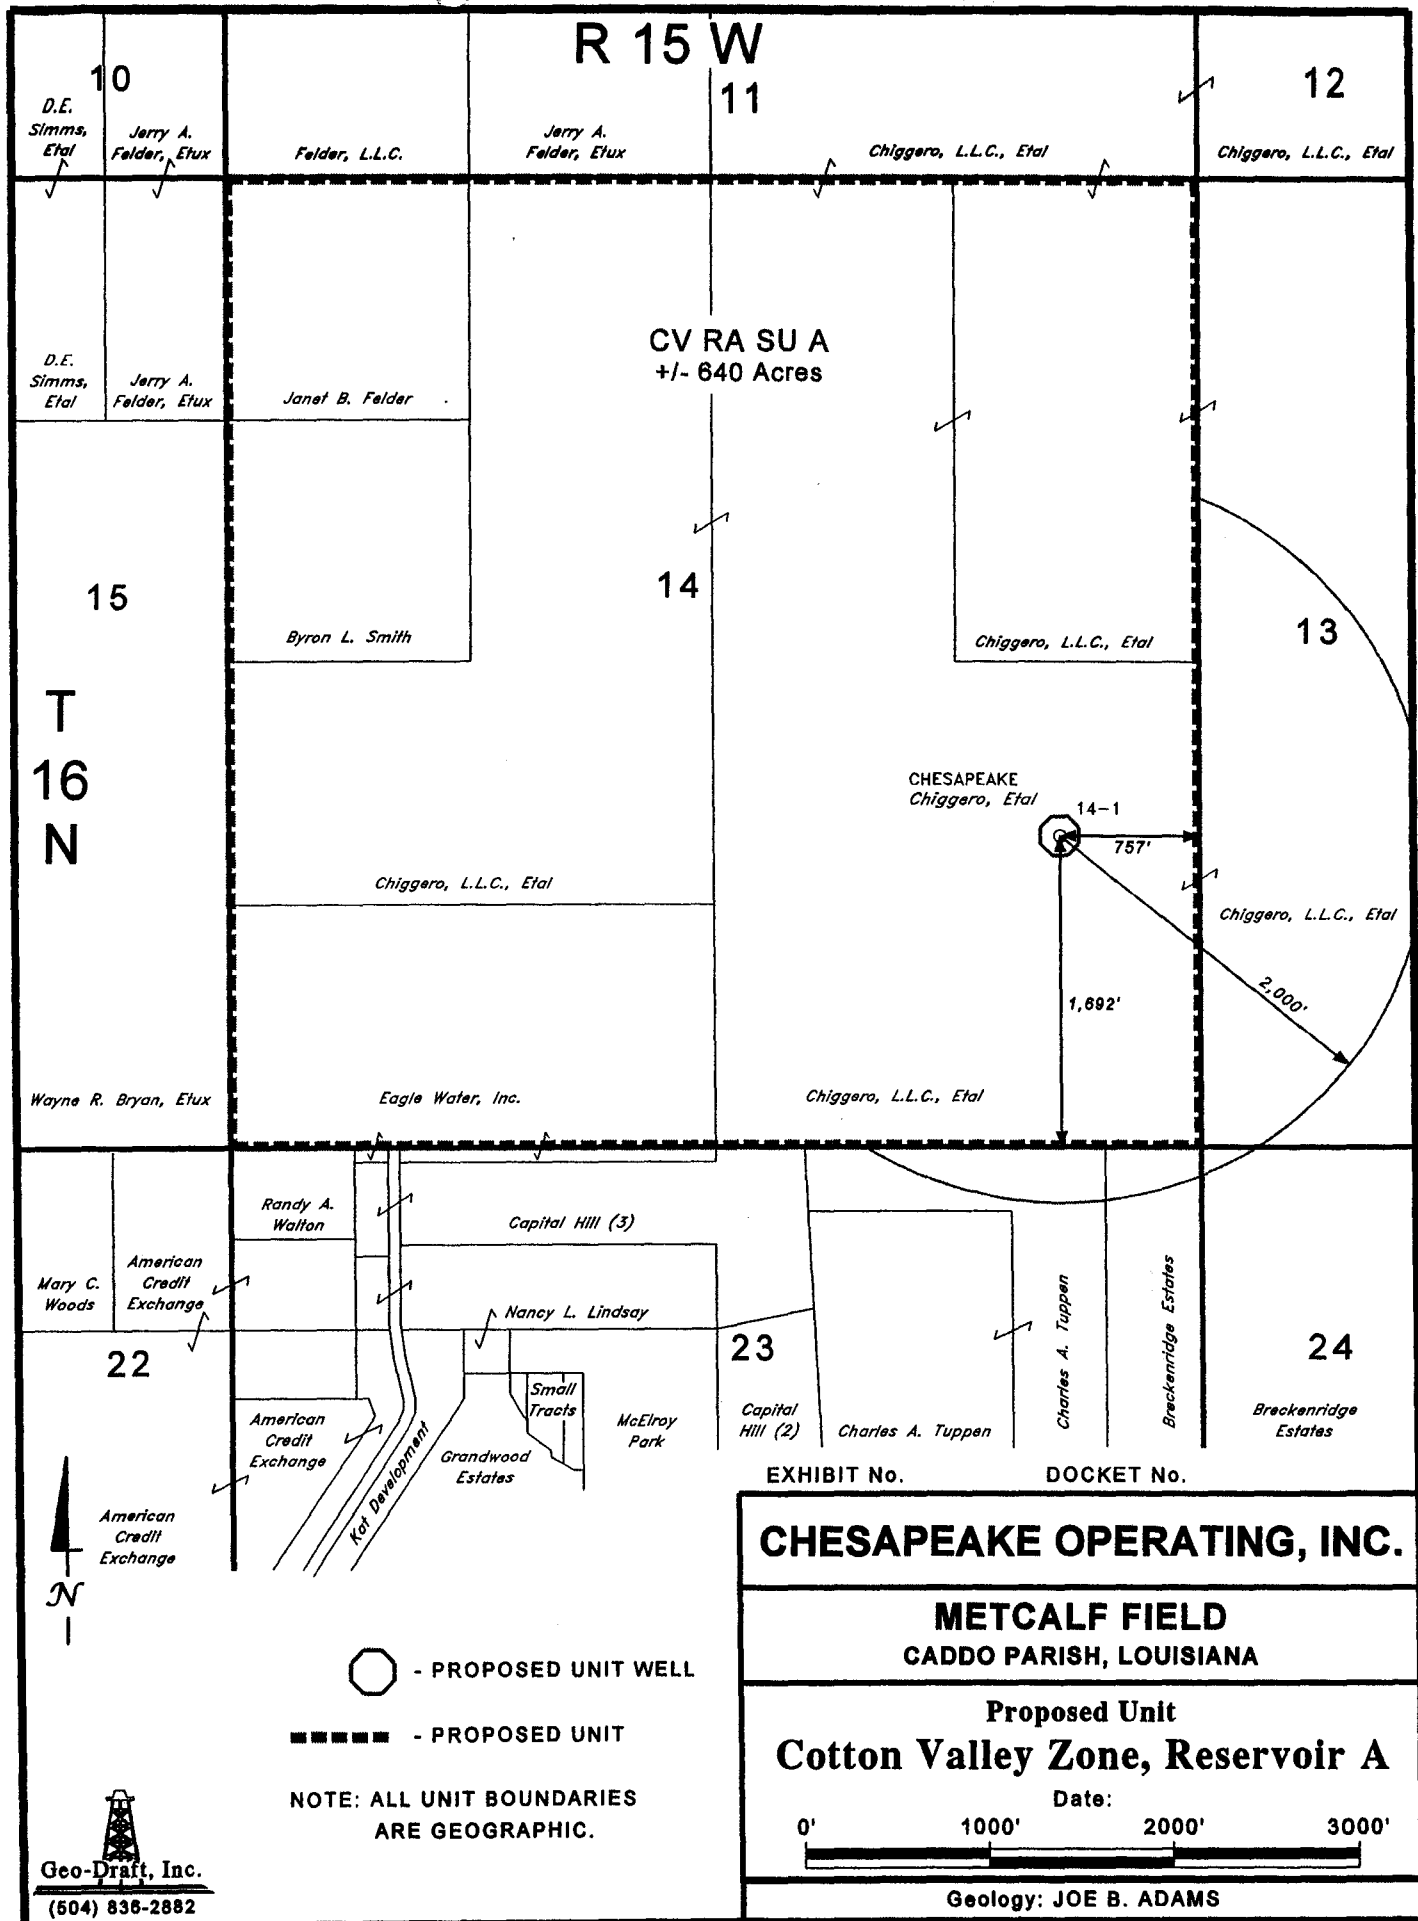 R 15 W
10
11
12
D.E.
Simms,
Etal
Jerry A.
Felder, Etux
Felder, L.L.C.
Jerry A.
Felder, Etux
Chiggero, L.L.C., Etal
Chiggero, L.L.C., Etal
CV RA SU A
+/- 640 Acres
D.E.
Simms,
Etal
Jerry A.
Felder, Etux
Janet B. Felder
15
14
13
Byron L. Smith
Chiggero, L.L.C., Etal
T
16
N
CHESAPEAKE
Chiggero, Etal
14-1
757'
Chiggero, L.L.C., Etal
Chiggero, L.L.C., Etal
1,692'
2,000'
Wayne R. Bryan, Etux
Eagle Water, Inc.
Chiggero, L.L.C., Etal
Randy A.
Walton
Capital Hill (3)
Mary C.
Woods
American
Credit
Exchange
Nancy L. Lindsay
Charles A. Tuppen
Breckenridge Estates
22
23
24
Small
Tracts
American
Credit
Exchange
Kat Development
Grandwood
Estates
McElroy
Park
Capital
Hill (2)
Charles A. Tuppen
Breckenridge
Estates
American
Credit
Exchange
N
EXHIBIT No.
DOCKET No.
CHESAPEAKE OPERATING, INC.
METCALF FIELD
CADDO PARISH, LOUISIANA
Proposed Unit
Cotton Valley Zone, Reservoir A
Date:
0' 1000' 2000' 3000'
Geology: JOE B. ADAMS
- PROPOSED UNIT WELL
- PROPOSED UNIT
NOTE: ALL UNIT BOUNDARIES
ARE GEOGRAPHIC.
Geo-Draft, Inc.
(504) 836-2882